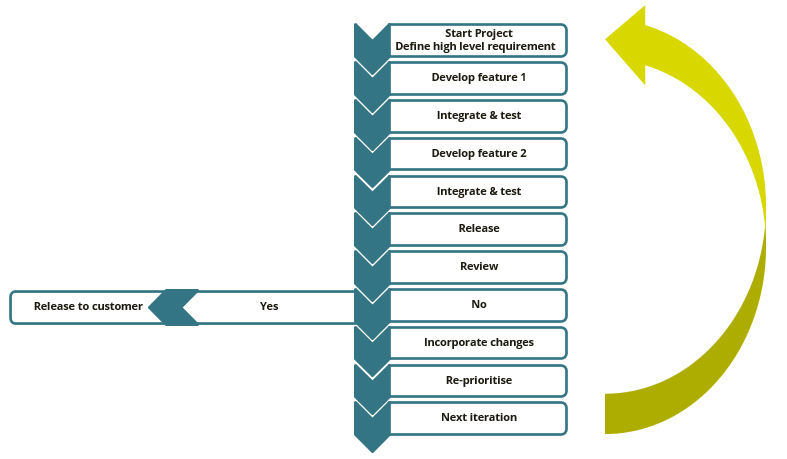 Start Project
Define high level requirement
Develop feature 1
Integrate & test
Develop feature 2
Integrate & test
Release
Review
Release to customer
Yes
No
Incorporate changes
Re-prioritise
Next iteration